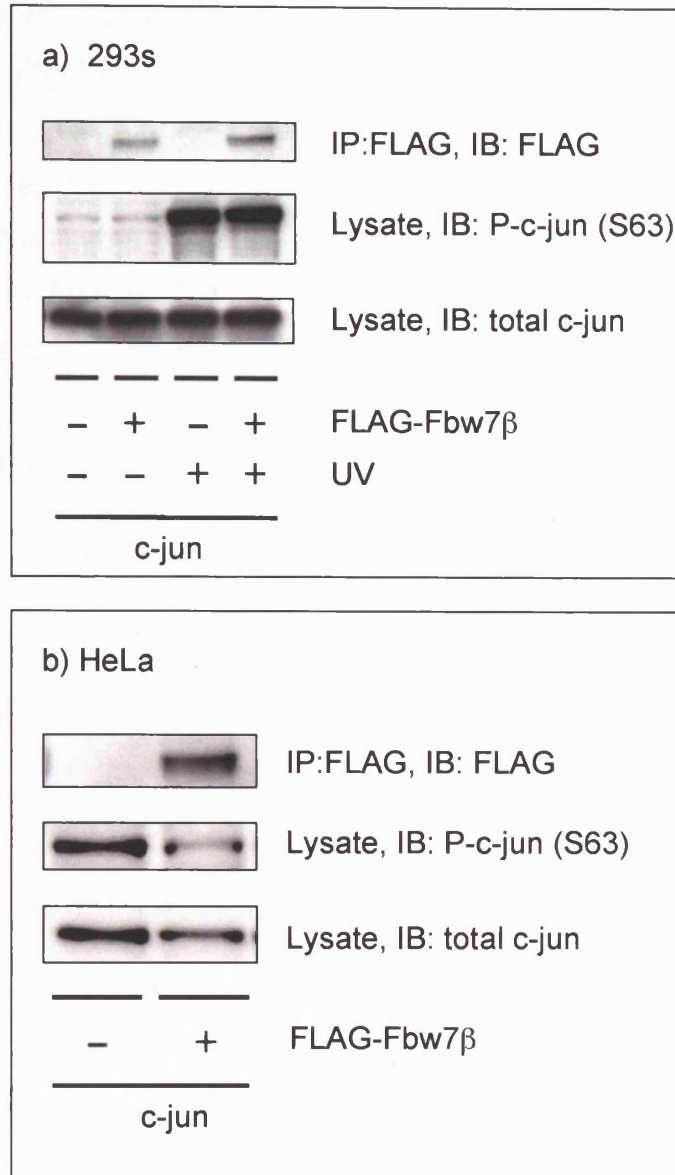 a) 293s
IP:FLAG, IB: FLAG
Lysate, IB: P-c-jun (S63)
Lysate, IB: total c-jun
– + – + FLAG-Fbw7β
– – + + UV
c-jun
b) HeLa
IP:FLAG, IB: FLAG
Lysate, IB: P-c-jun (S63)
Lysate, IB: total c-jun
– + FLAG-Fbw7β
c-jun